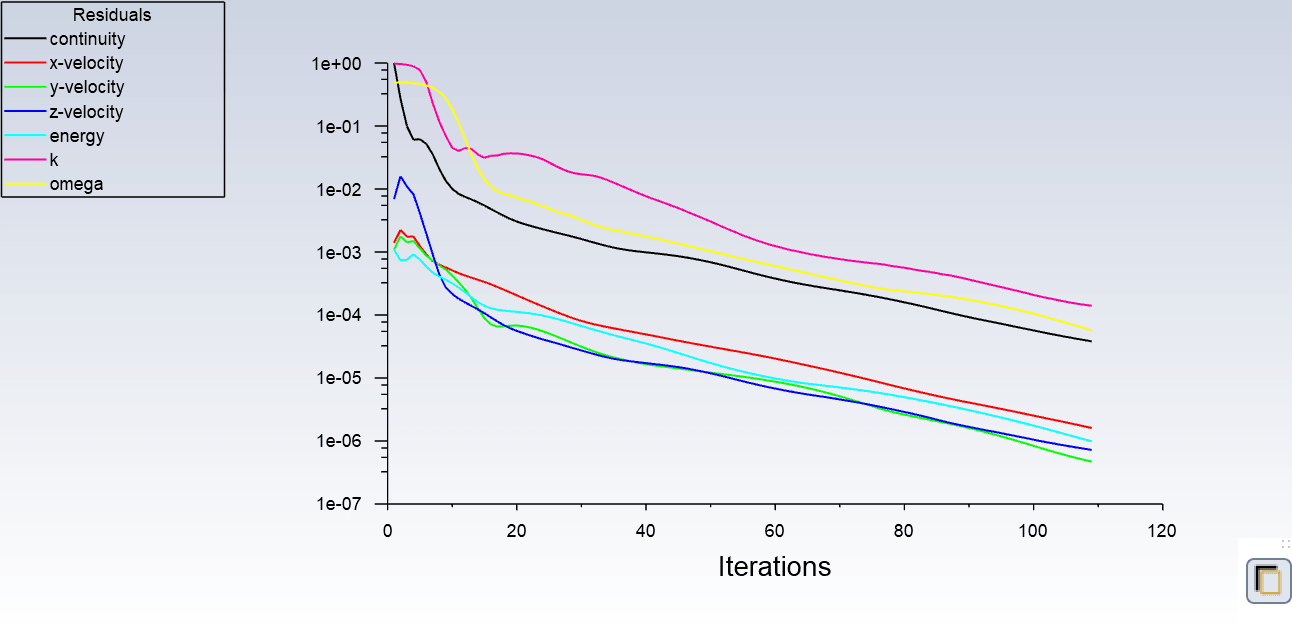 Residuals
continuity
x-velocity
y-velocity
z-velocity
energy
k
omega
1e+00
1e-01
1e-02
1e-03
1e-04
1e-05
1e-06
1e-07
0 20 40 60 80 100 120
Iterations